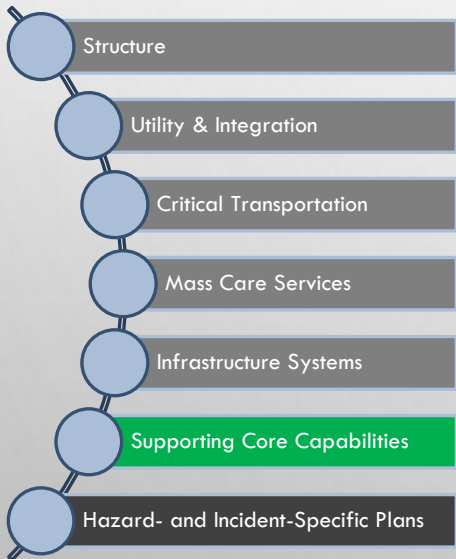 Structure
Utility & Integration
Critical Transportation
Mass Care Services
Infrastructure Systems
Supporting Core Capabilities
Hazard- and Incident-Specific Plans